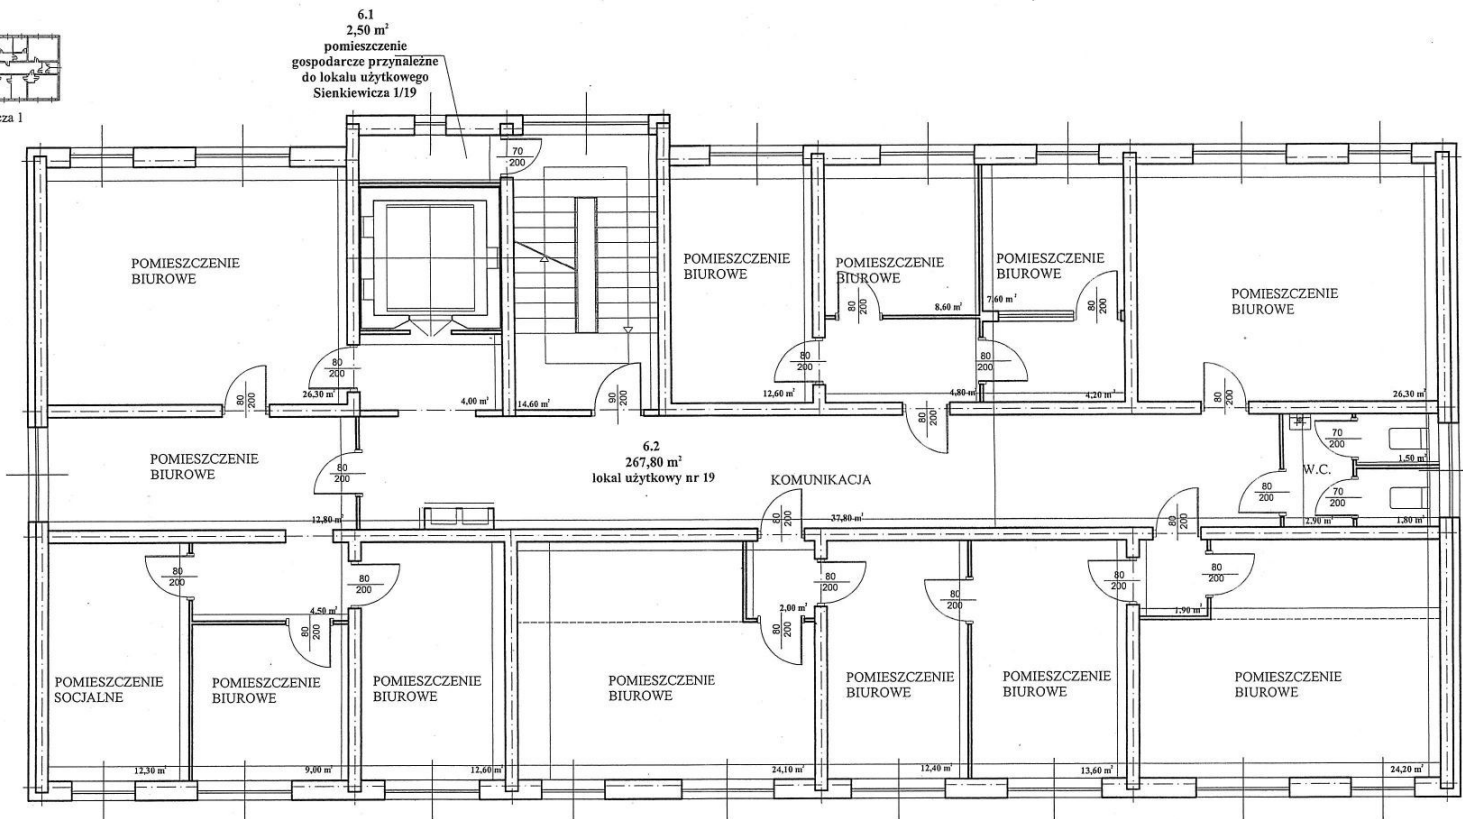 6.1
2,50 m²
pomieszczenie
gospodarcze przynależne
do lokalu użytkowego
Sienkiewicza 1/19
cza 1
70
200
POMIESZCZENIE
BIUROWE
26,30 m²
80
200
80
200
4,00 m²
14.60 m²
90
200
POMIESZCZENIE
BIUROWE
12,60 m²
80
200
POMIESZCZENIE
BIUROWE
80
200
8.60 m²
4,80 m²
POMIESZCZENIE
BIUROWE
7,60 m²
80
200
80
200
4,20 m²
80
200
POMIESZCZENIE
BIUROWE
80
200
26,30 m²
POMIESZCZENIE
BIUROWE
12,80 m²
80
200
6.2
267,80 m²
lokal użytkowy nr 19
KOMUNIKACJA
37,80 m²
80
200
80
200
80
200
W.C.
2,90 m²
70
200
1,50 m²
70
200
1,80 m²
80
200
4,50 m²
80
200
80
200
2,00 m²
80
200
80
200
80
200
80
200
80
200
1,90 m²
POMIESZCZENIE
SOCJALNE
12,30 m²
POMIESZCZENIE
BIUROWE
9,00 m²
POMIESZCZENIE
BIUROWE
12,60 m²
POMIESZCZENIE
BIUROWE
24,10 m²
POMIESZCZENIE
BIUROWE
12,40 m²
POMIESZCZENIE
BIUROWE
13,60 m²
POMIESZCZENIE
BIUROWE
24,20 m²